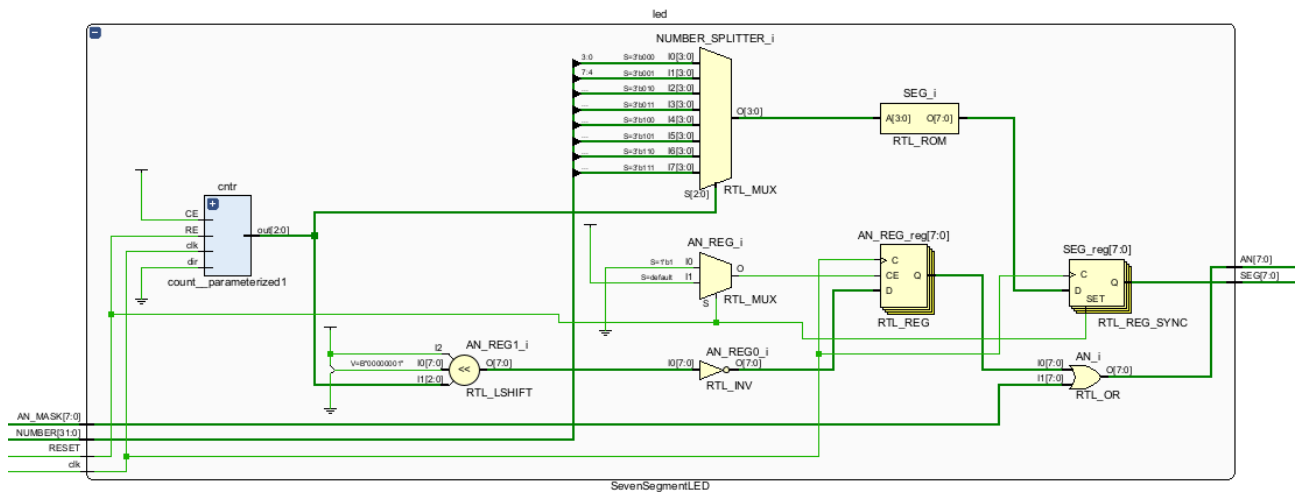 led
NUMBER_SPLITTER_i
3:0 S=3'b000 I0[3:0]
7:4 S=3'b001 I1[3:0]
... S=3'b010 I2[3:0]
... S=3'b011 I3[3:0]
... S=3'b100 I4[3:0]
... S=3'b101 I5[3:0]
... S=3'b110 I6[3:0]
... S=3'b111 I7[3:0]
O[3:0]
S[2:0]
RTL_MUX
SEG_i
A[3:0] O[7:0]
RTL_ROM
cntr
CE
RE
clk
dir
out[2:0]
count__parameterized1
AN_REG_i
S=1'b1 I0
S=default I1
O
S
RTL_MUX
AN_REG_reg[7:0]
C
CE
D
Q
RTL_REG
SEG_reg[7:0]
C
D
Q
SET
RTL_REG_SYNC
AN[7:0]
SEG[7:0]
AN_REG1_i
I2
V=B"00000001" I0[7:0]
I1[2:0]
<<
O[7:0]
RTL_LSHIFT
AN_REG0_i
I0[7:0] O[7:0]
RTL_INV
AN_i
I0[7:0]
I1[7:0]
O[7:0]
RTL_OR
AN_MASK[7:0]
NUMBER[31:0]
RESET
clk
SevenSegmentLED